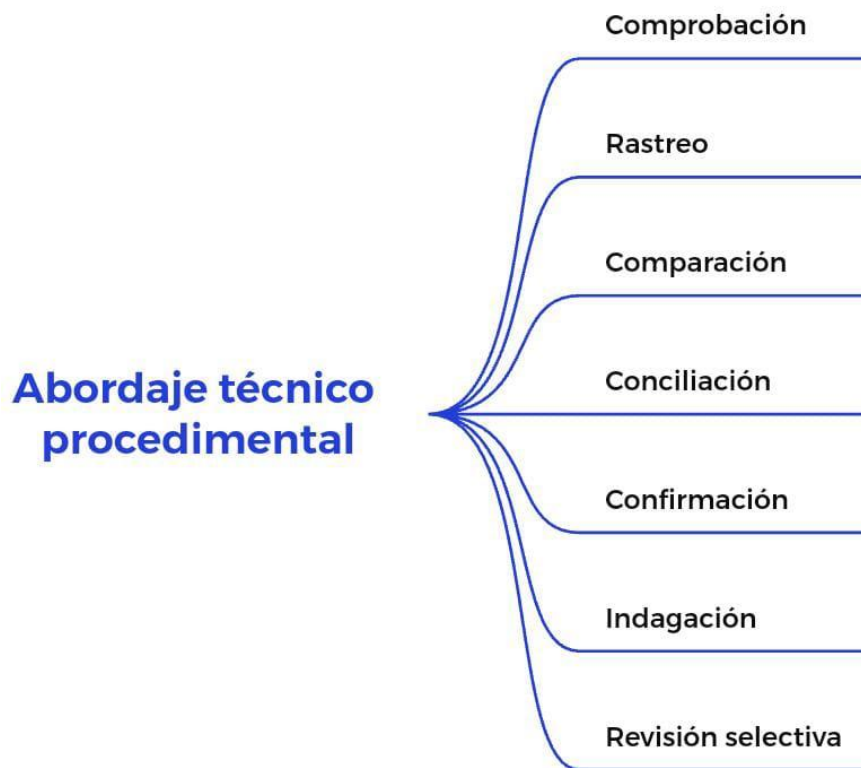 Comprobación
Rastreo
Comparación
Conciliación
Abordaje técnico
procedimental
Confirmación
Indagación
Revisión selectiva